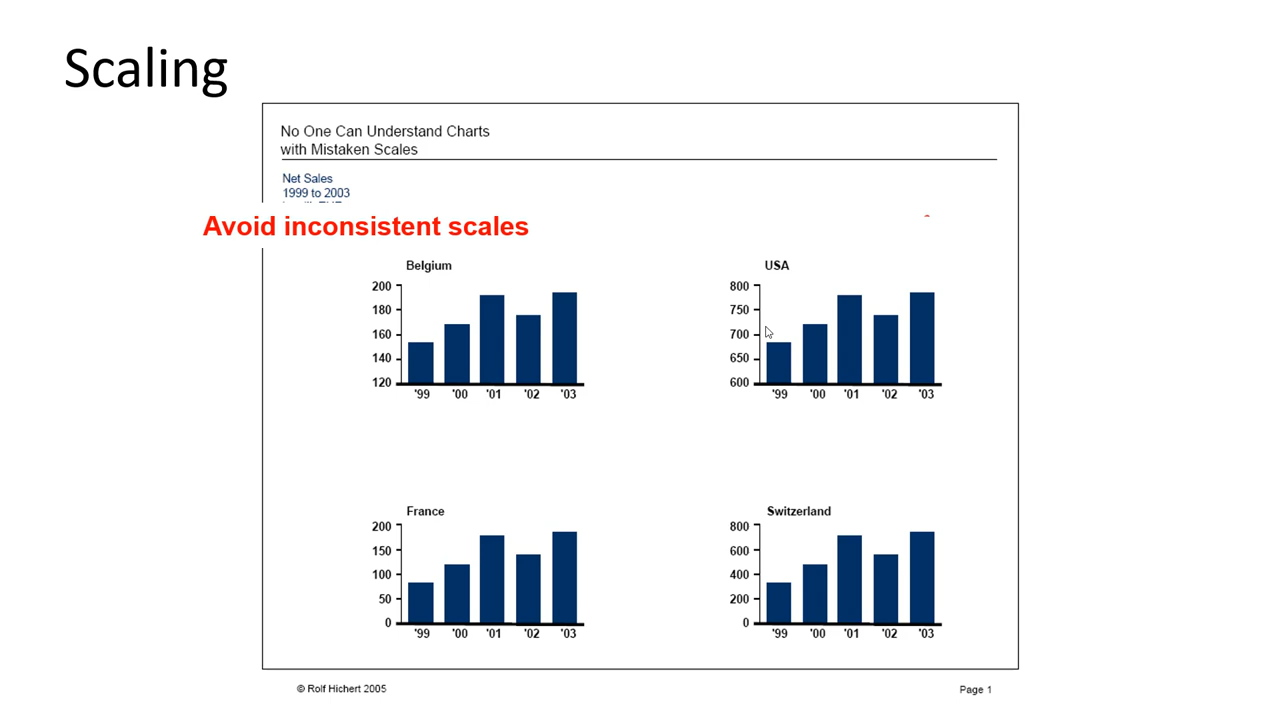 Scaling
No One Can Understand Charts
with Mistaken Scales
Net Sales
1999 to 2003
Avoid inconsistent scales
Belgium
200
180
160
140
120
'99 '00 '01 '02 '03
USA
800
750
700
650
600
'99 '00 '01 '02 '03
France
200
150
100
50
0
'99 '00 '01 '02 '03
Switzerland
800
600
400
200
0
'99 '00 '01 '02 '03
© Rolf Hichert 2005
Page 1